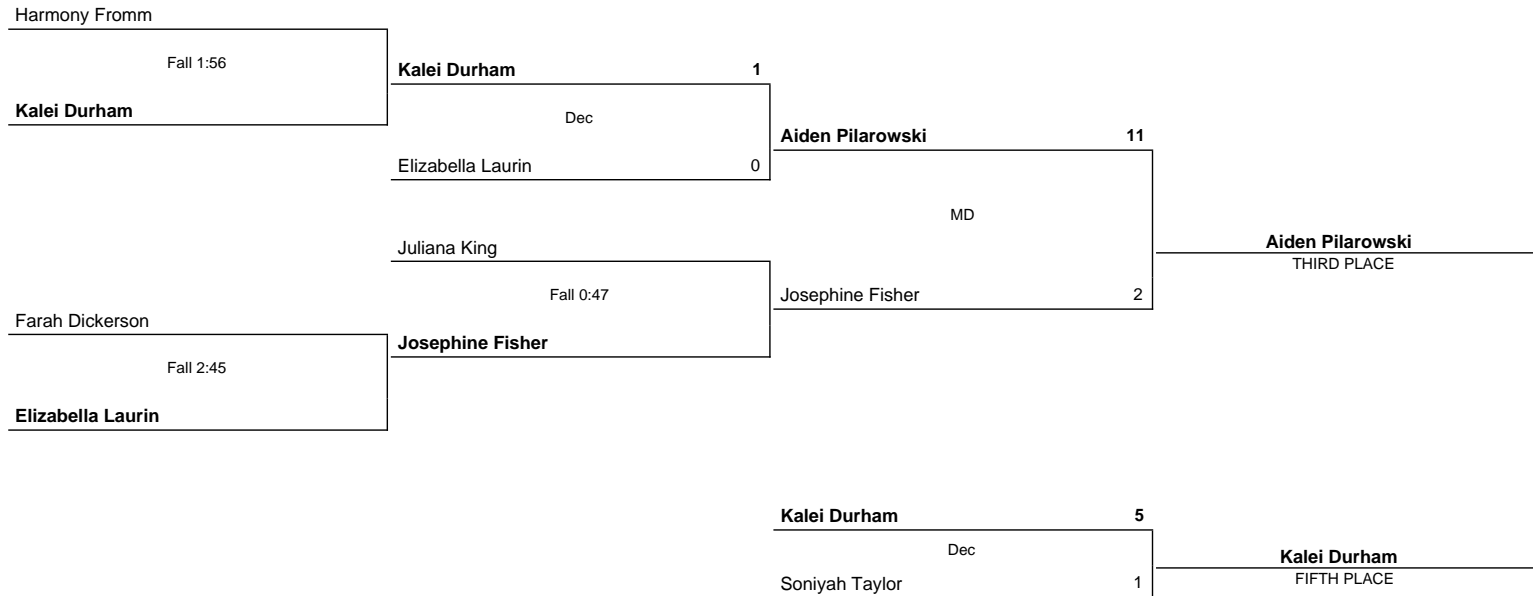 Harmony Fromm
Fall 1:56
Kalei Durham
Kalei Durham 1
Dec
Elizabella Laurin 0
Aiden Pilarowski 11
MD
Josephine Fisher 2
Aiden Pilarowski
THIRD PLACE
Juliana King
Fall 0:47
Josephine Fisher
Farah Dickerson
Fall 2:45
Elizabella Laurin
Kalei Durham 5
Dec
Soniyah Taylor 1
Kalei Durham
FIFTH PLACE